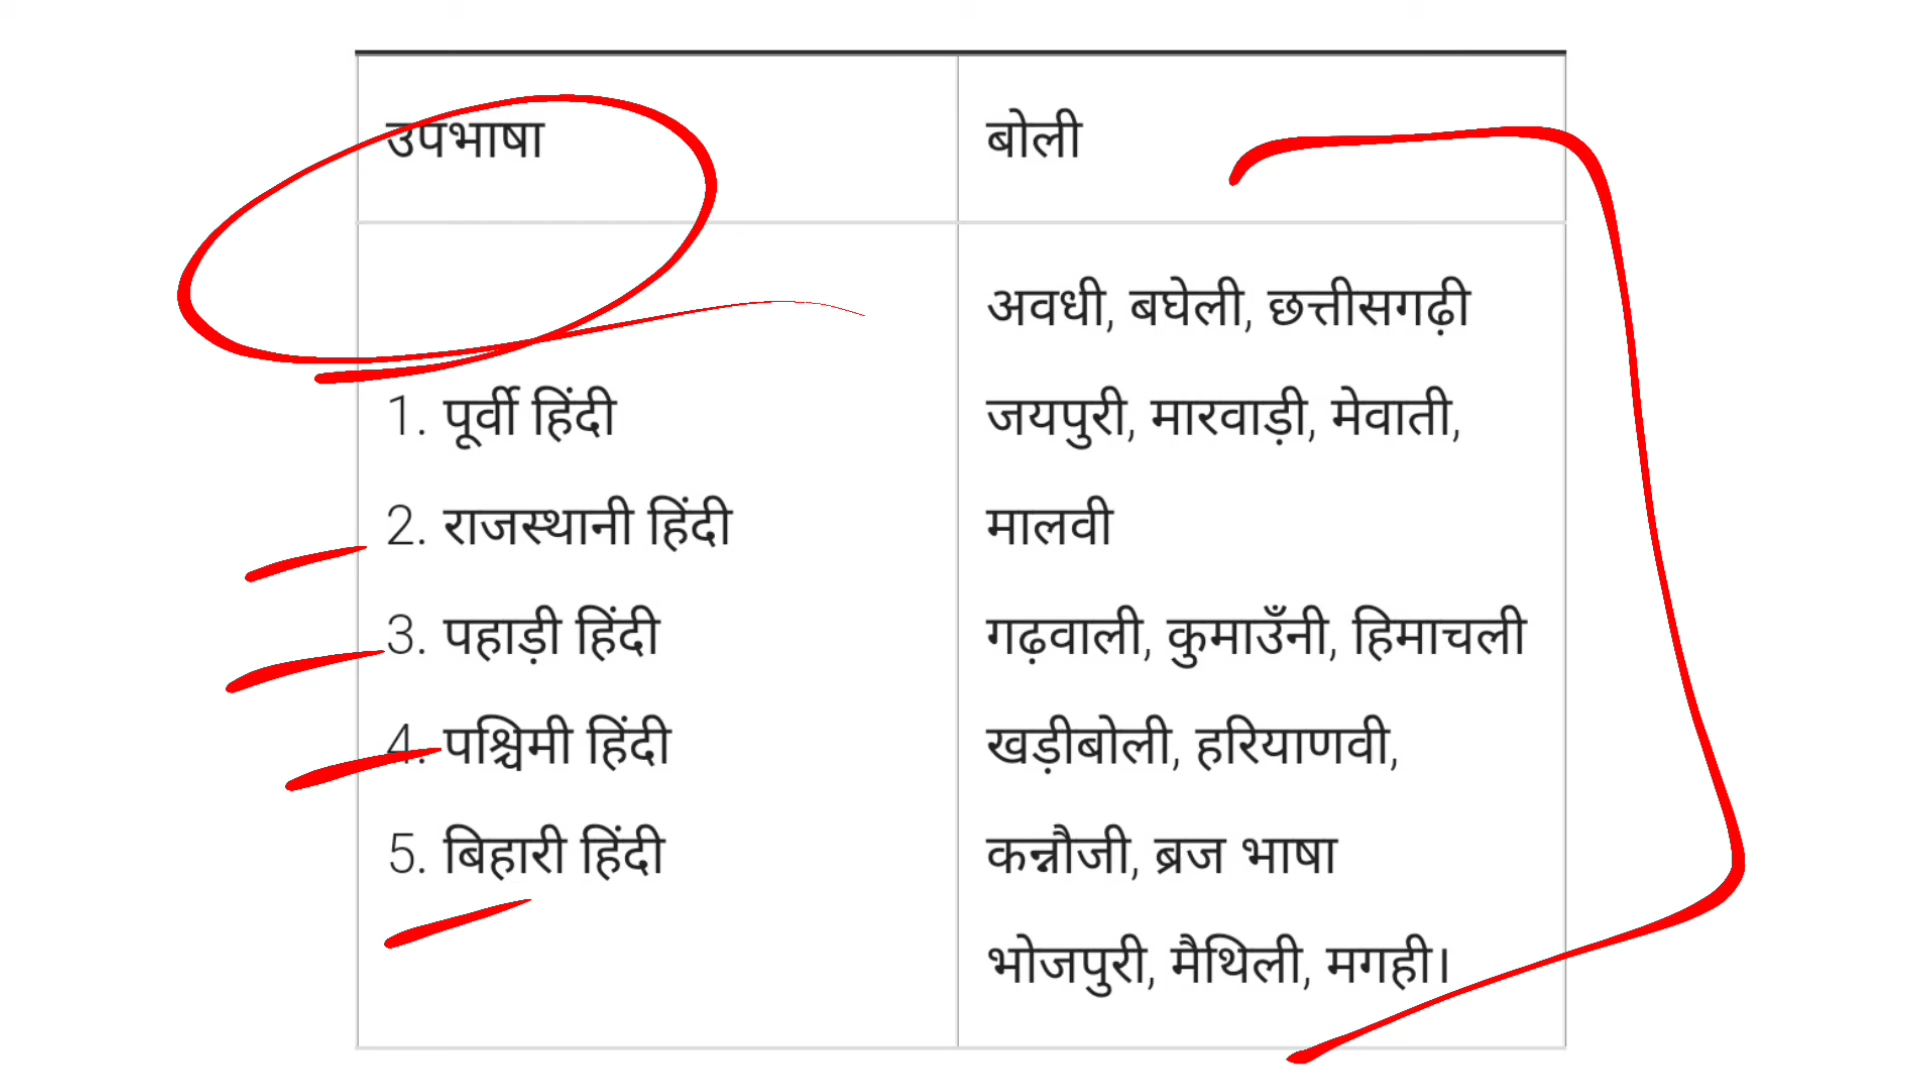 उपभाषा
बोली
अवधी, बघेली, छत्तीसगढ़ी
1. पूर्वी हिंदी
जयपुरी, मारवाड़ी, मेवाती,
2. राजस्थानी हिंदी
मालवी
3. पहाड़ी हिंदी
गढ़वाली, कुमाउँनी, हिमाचली
4. पश्चिमी हिंदी
खड़ीबोली, हरियाणवी,
5. बिहारी हिंदी
कन्नौजी, ब्रज भाषा
भोजपुरी, मैथिली, मगही।